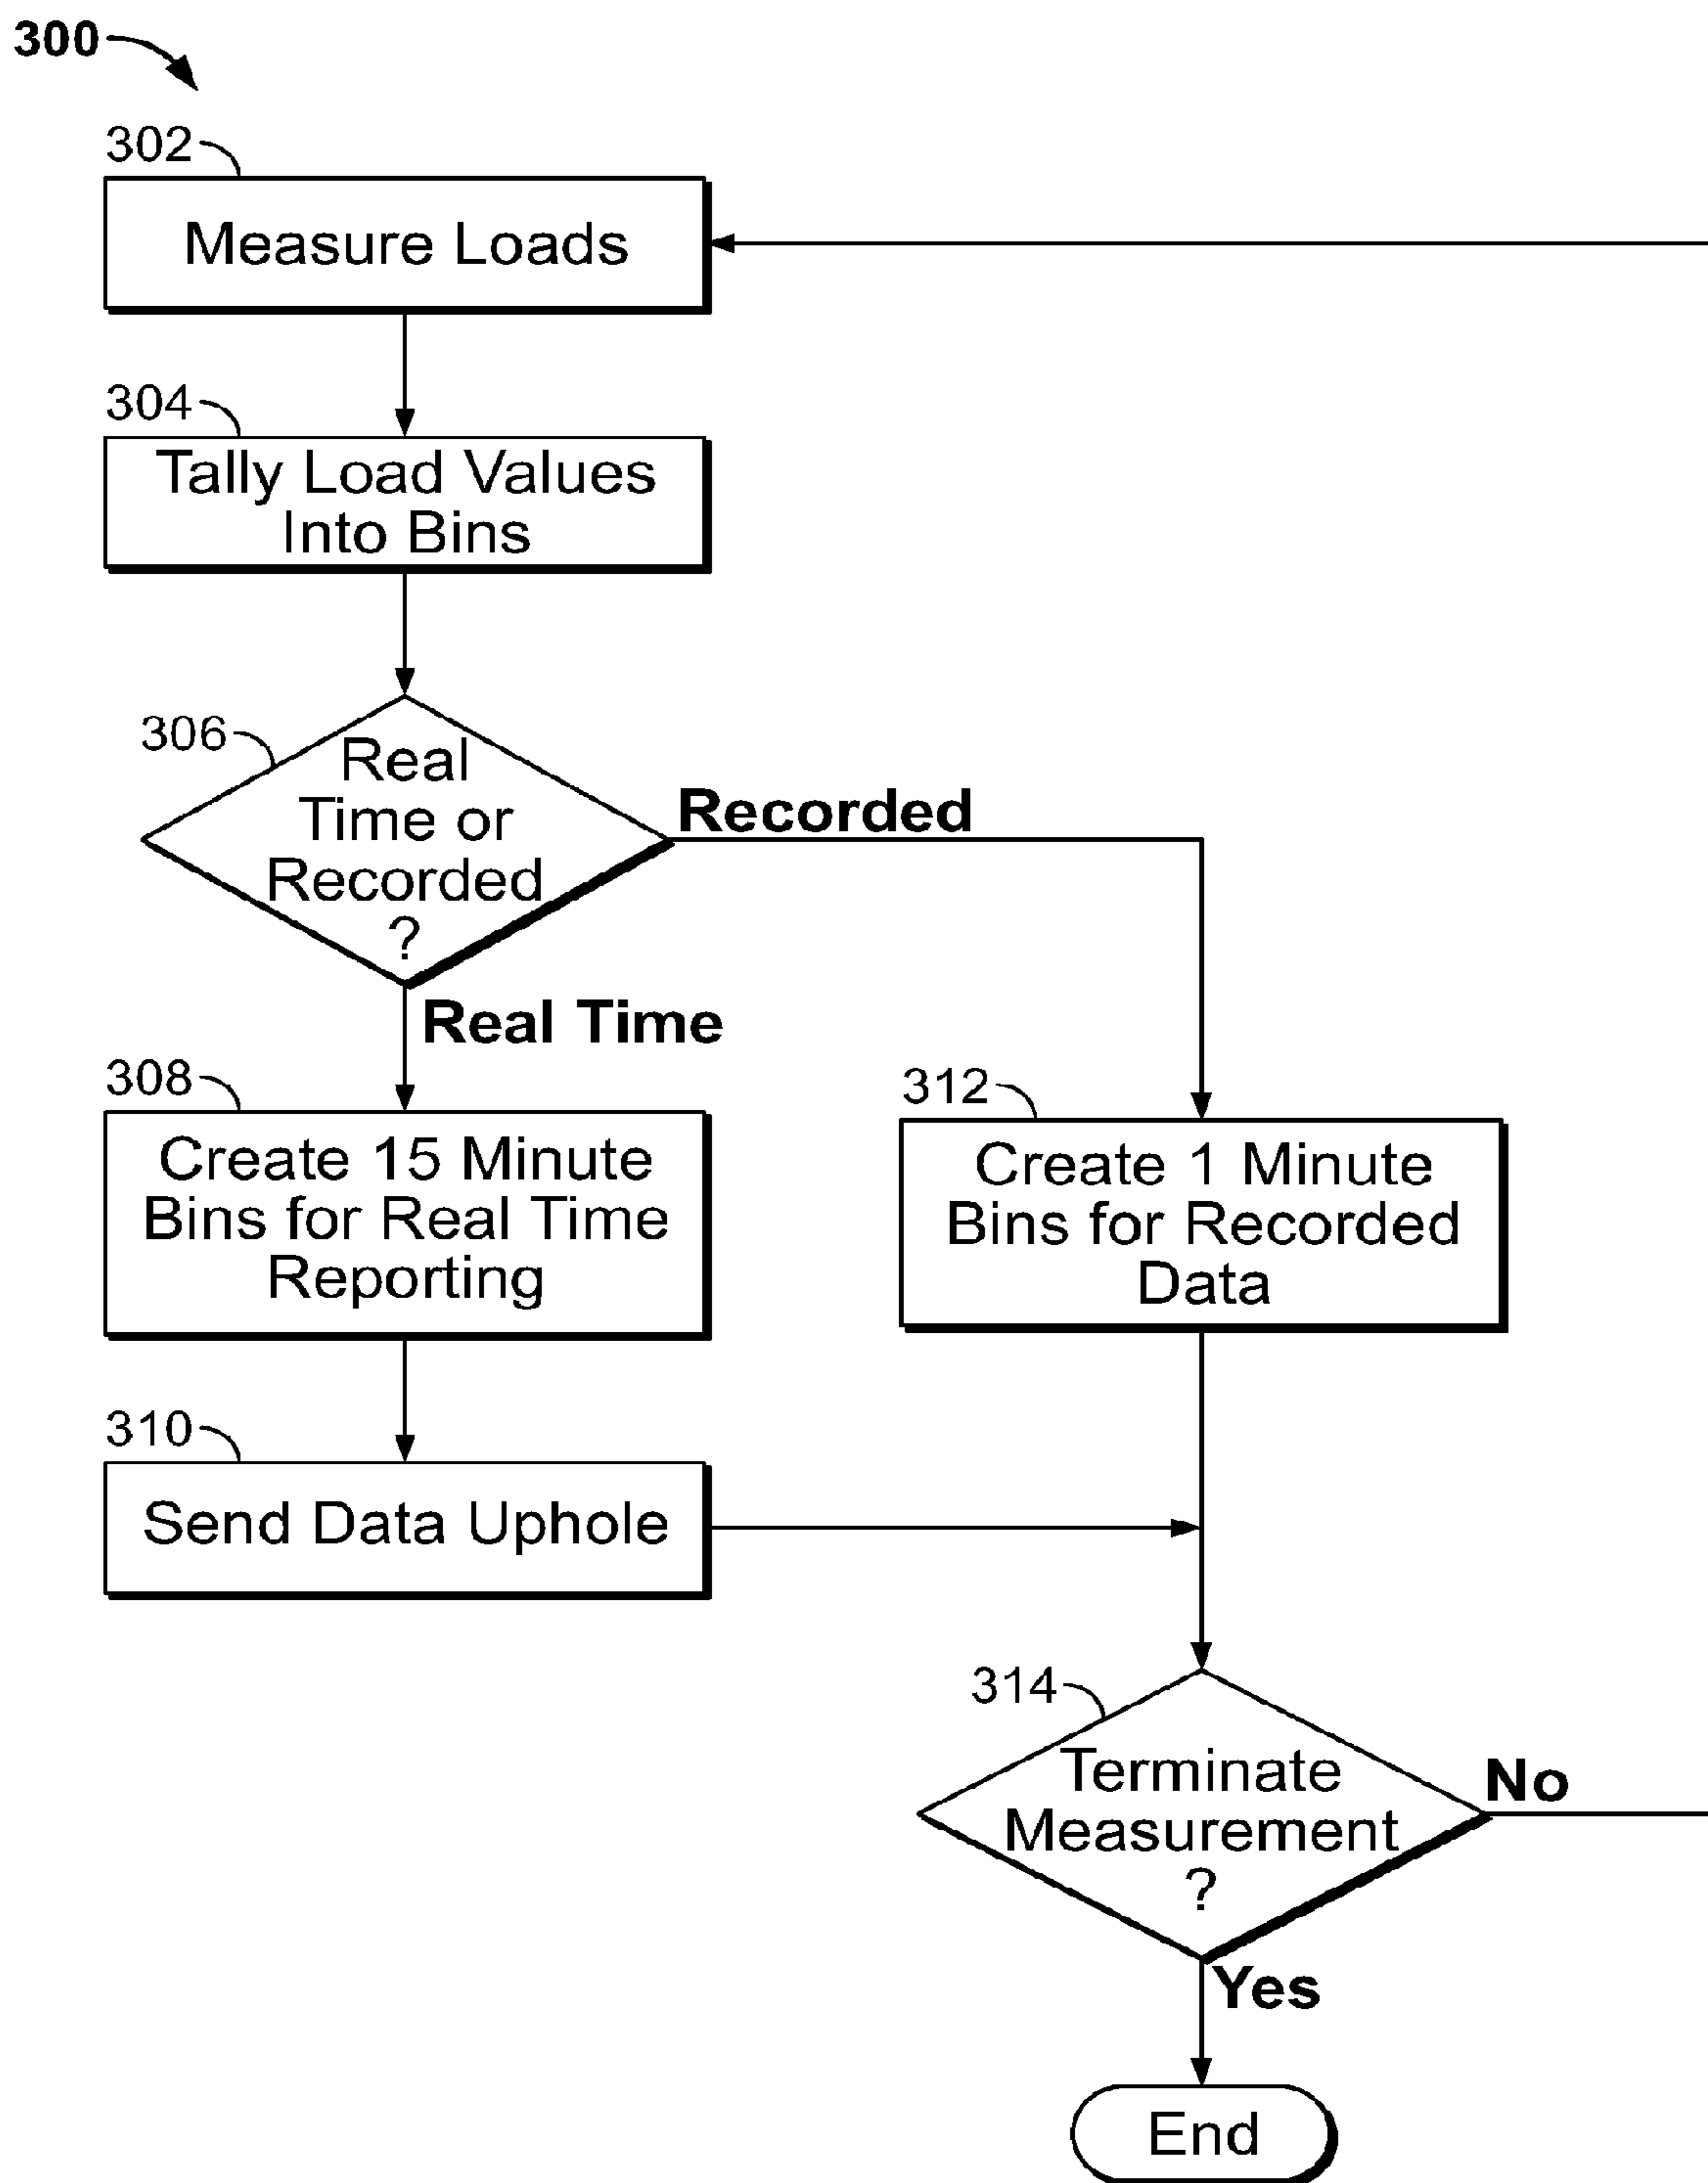 300
302
Measure Loads
304
Tally Load Values
Into Bins
306
Real
Time or
Recorded
?
Recorded
Real Time
308
Create 15 Minute
Bins for Real Time
Reporting
312
Create 1 Minute
Bins for Recorded
Data
310
Send Data Uphole
314
Terminate
Measurement
?
No
Yes
End